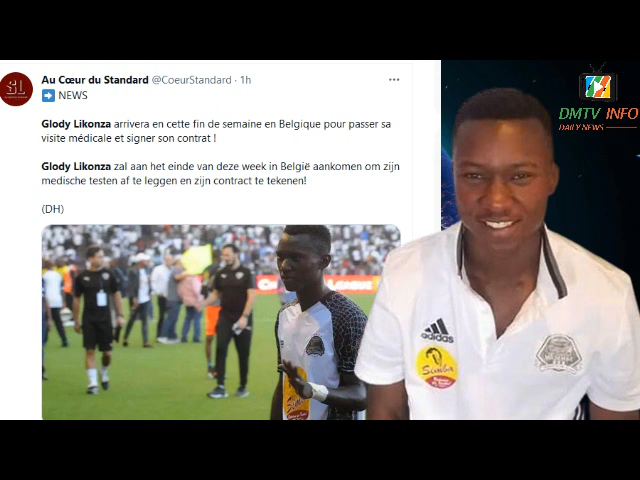 Au Cœur du Standard @CoeurStandard · 1h
SL
➡ NEWS
Glody Likonza arrivera en cette fin de semaine en Belgique pour passer sa
visite médicale et signer son contrat !
Glody Likonza zal aan het einde van deze week in België aankomen om zijn
medische testen af te leggen en zijn contract te tekenen!
(DH)
DMTV INFO
DAILY NEWS
adidas
Simba